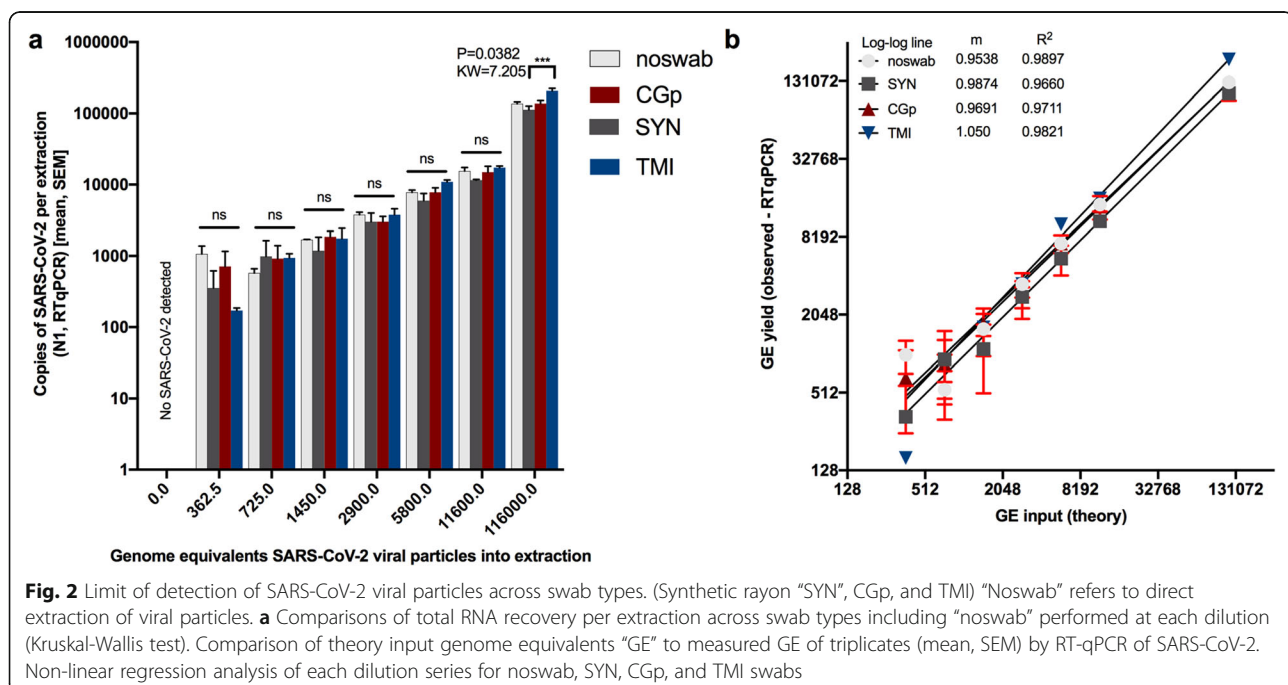 a
Copies of SARS-CoV-2 per extraction
(N1, RTqPCR) [mean, SEM]
1000000
100000
10000
1000
100
10
1
No SARS-CoV-2 detected
ns
ns
ns
ns
ns
ns
P=0.0382
KW=7.205
***
noswab
CGp
SYN
TMI
0.0
362.5
725.0
1450.0
2900.0
5800.0
11600.0
116000.0
Genome equivalents SARS-CoV-2 viral particles into extraction
b
Log-log line m R2
noswab 0.9538 0.9897
SYN 0.9874 0.9660
CGp 0.9691 0.9711
TMI 1.050 0.9821
GE yield (observed - RTqPCR)
131072
32768
8192
2048
512
128
128 512 2048 8192 32768 131072
GE input (theory)
Fig. 2 Limit of detection of SARS-CoV-2 viral particles across swab types. (Synthetic rayon “SYN”, CGp, and TMI) “Noswab” refers to direct
extraction of viral particles. a Comparisons of total RNA recovery per extraction across swab types including “noswab” performed at each dilution
(Kruskal-Wallis test). Comparison of theory input genome equivalents “GE” to measured GE of triplicates (mean, SEM) by RT-qPCR of SARS-CoV-2.
Non-linear regression analysis of each dilution series for noswab, SYN, CGp, and TMI swabs